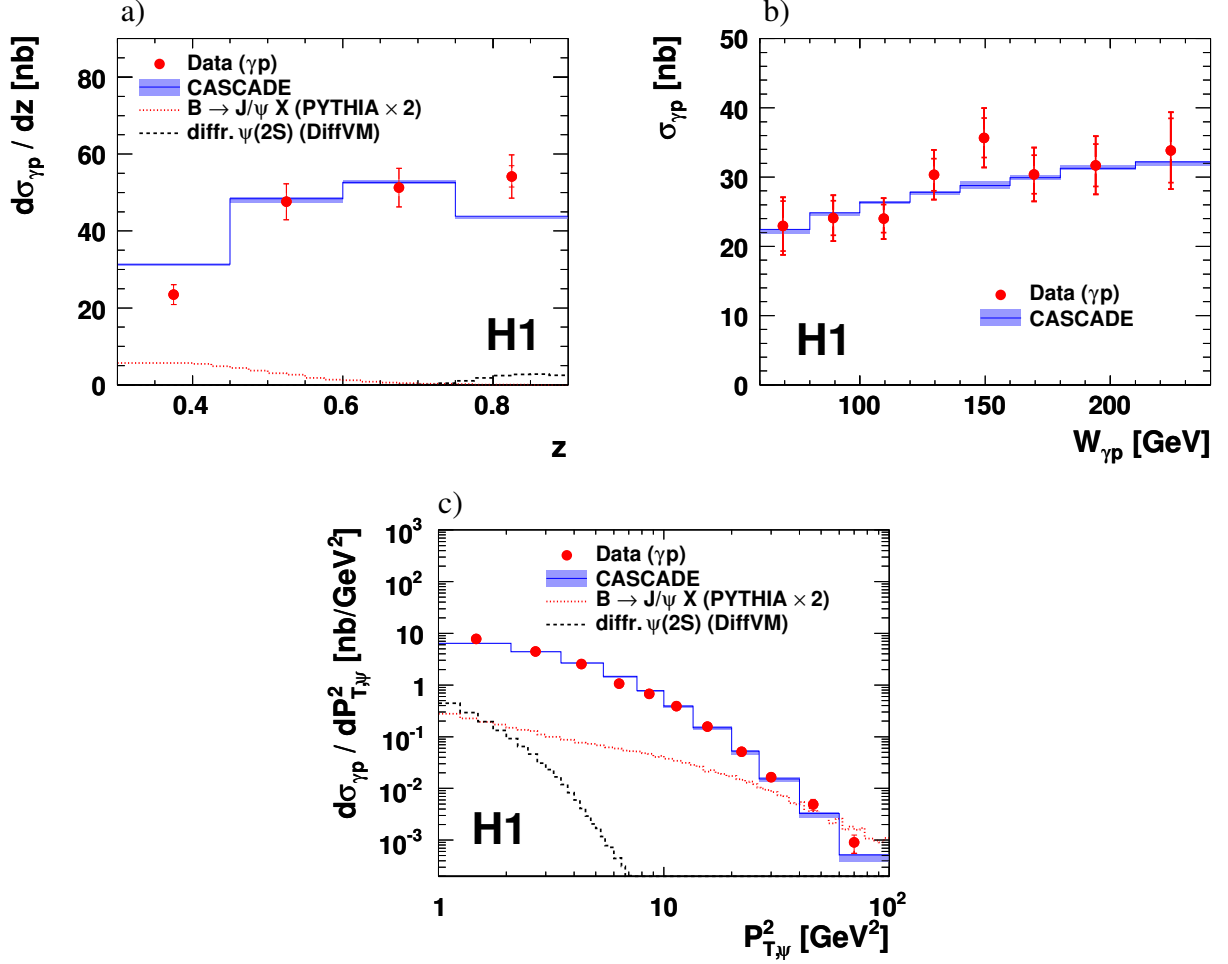 a)
dσγp / dz [nb]
80
60
40
20
0
Data (γp)
CASCADE
B → J/ψ X (PYTHIA × 2)
diffr. ψ(2S) (DiffVM)
H1
0.4 0.6 0.8
z
b)
σγp [nb]
50
40
30
20
10
0
Data (γp)
CASCADE
H1
100 150 200
Wγp [GeV]
c)
dσγp / dP²T,ψ [nb/GeV²]
10³
10²
10
1
10⁻¹
10⁻²
10⁻³
Data (γp)
CASCADE
B → J/ψ X (PYTHIA × 2)
diffr. ψ(2S) (DiffVM)
H1
1 10 10²
P²T,ψ [GeV²]